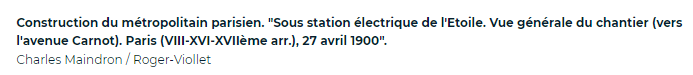 Construction du métropolitain parisien. "Sous station électrique de l'Etoile. Vue générale du chantier (vers
l'avenue Carnot). Paris (VIII-XVI-XVIIème arr.), 27 avril 1900".
Charles Maindron / Roger-Viollet